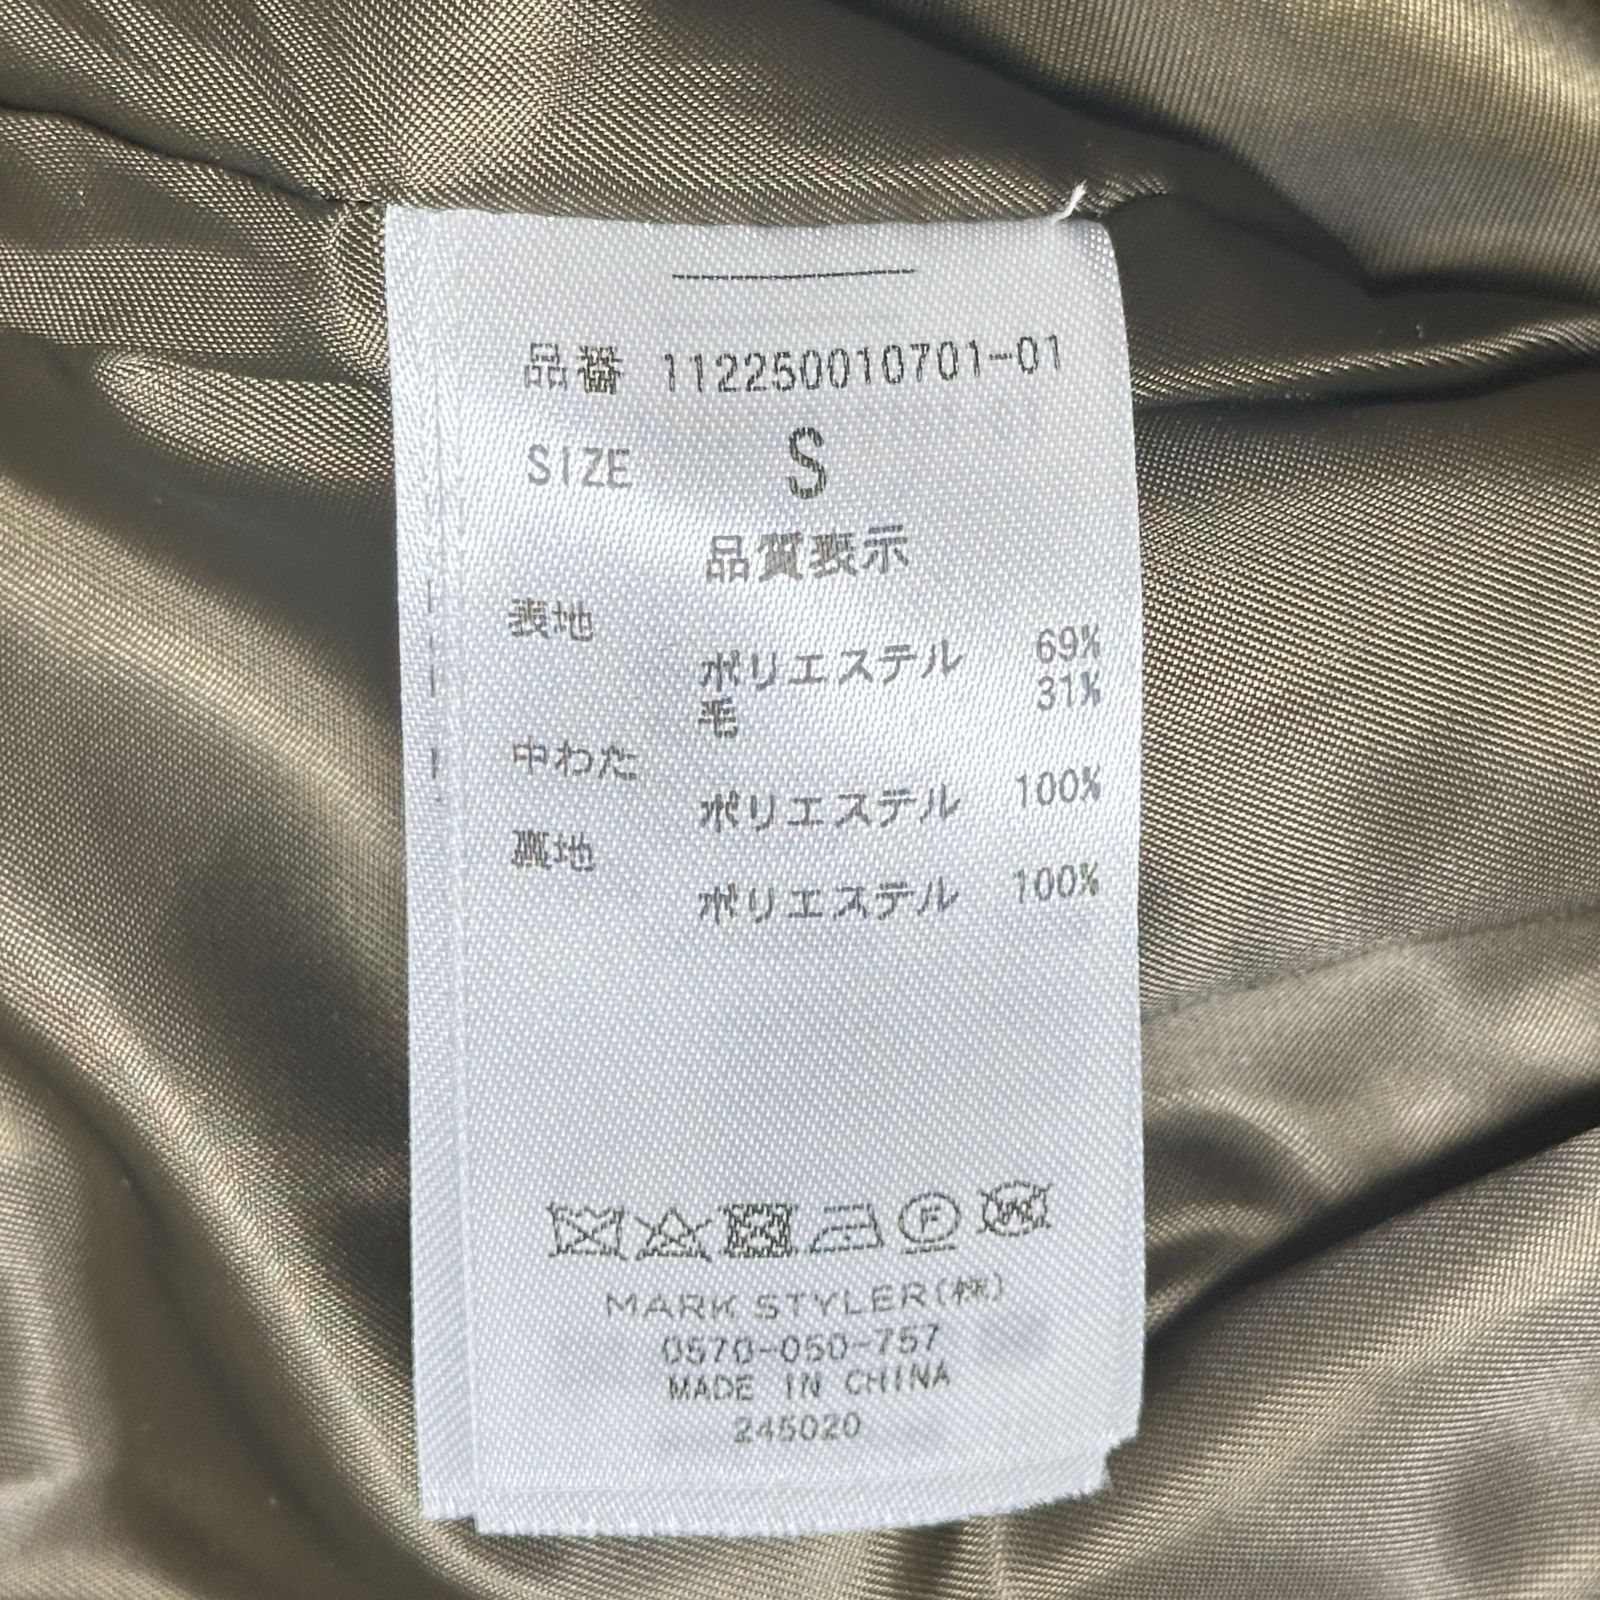 品番 112250010701-01
SIZE S
品質表示
表地
ポリエステル 69%
毛 31%
中わた
ポリエステル 100%
裏地
ポリエステル 100%
F W
MARK STYLER(株)
0570-050-757
MADE IN CHINA
245020